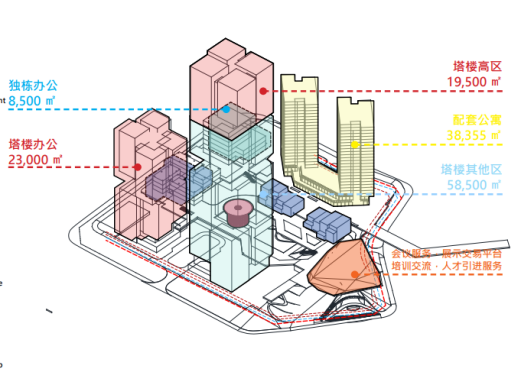 塔楼高区
19,500 ㎡
独栋办公
nt 8,500 ㎡
配套公寓
38,355 ㎡
塔楼办公
23,000 ㎡
塔楼其他区
58,500 ㎡
会议服务 · 展示交易平台
培训交流 · 人才引进服务
e